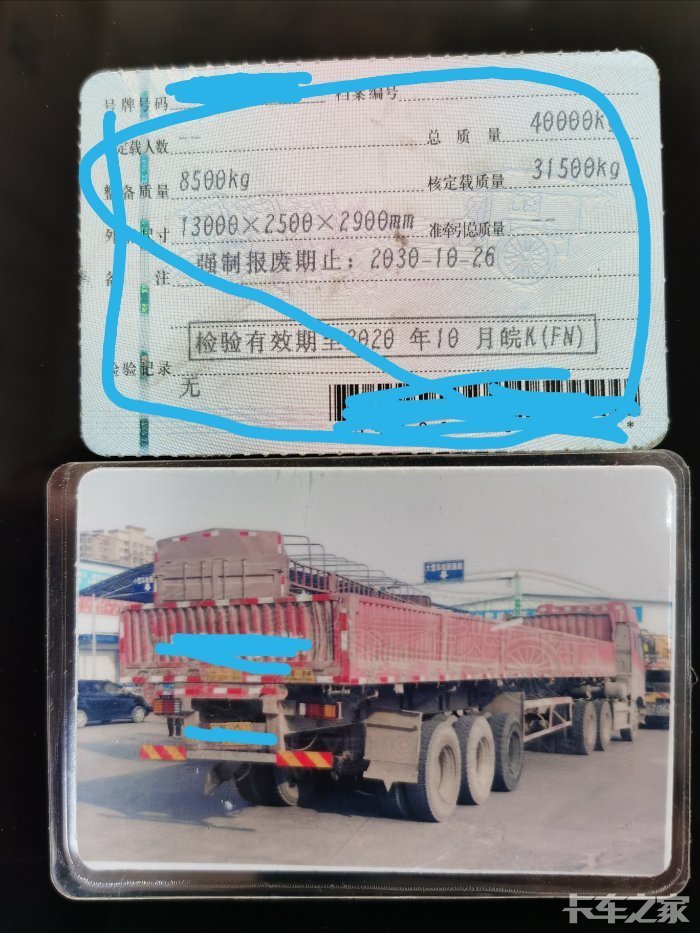 号牌号码 档案编号
定载人数 总质量 40000kg
整备质量 8500kg 核定载质量 31500kg
外 尺寸 13000×2500×2900mm 准牵引总质量
备注 强制报废期止：2030-10-26
检验有效期至2020 年10 月皖K(FN)
检验记录
无
*
卡车之家